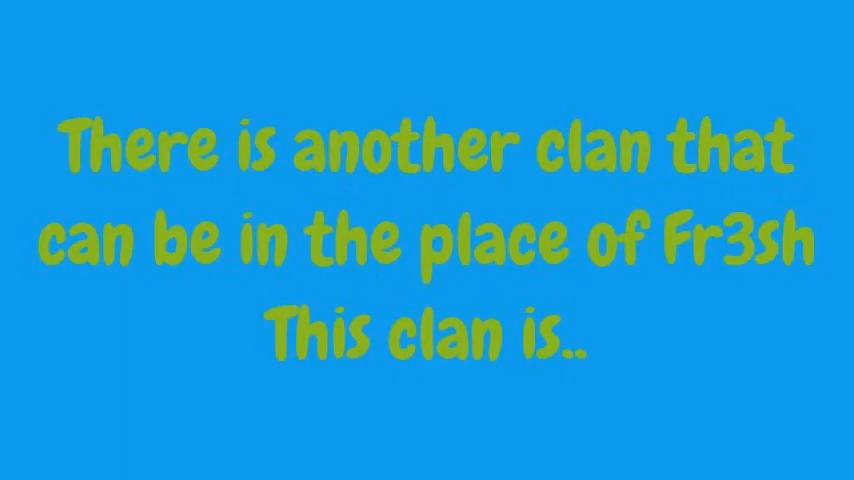 There is another clan that
can be in the place of Fr3sh
This clan is..